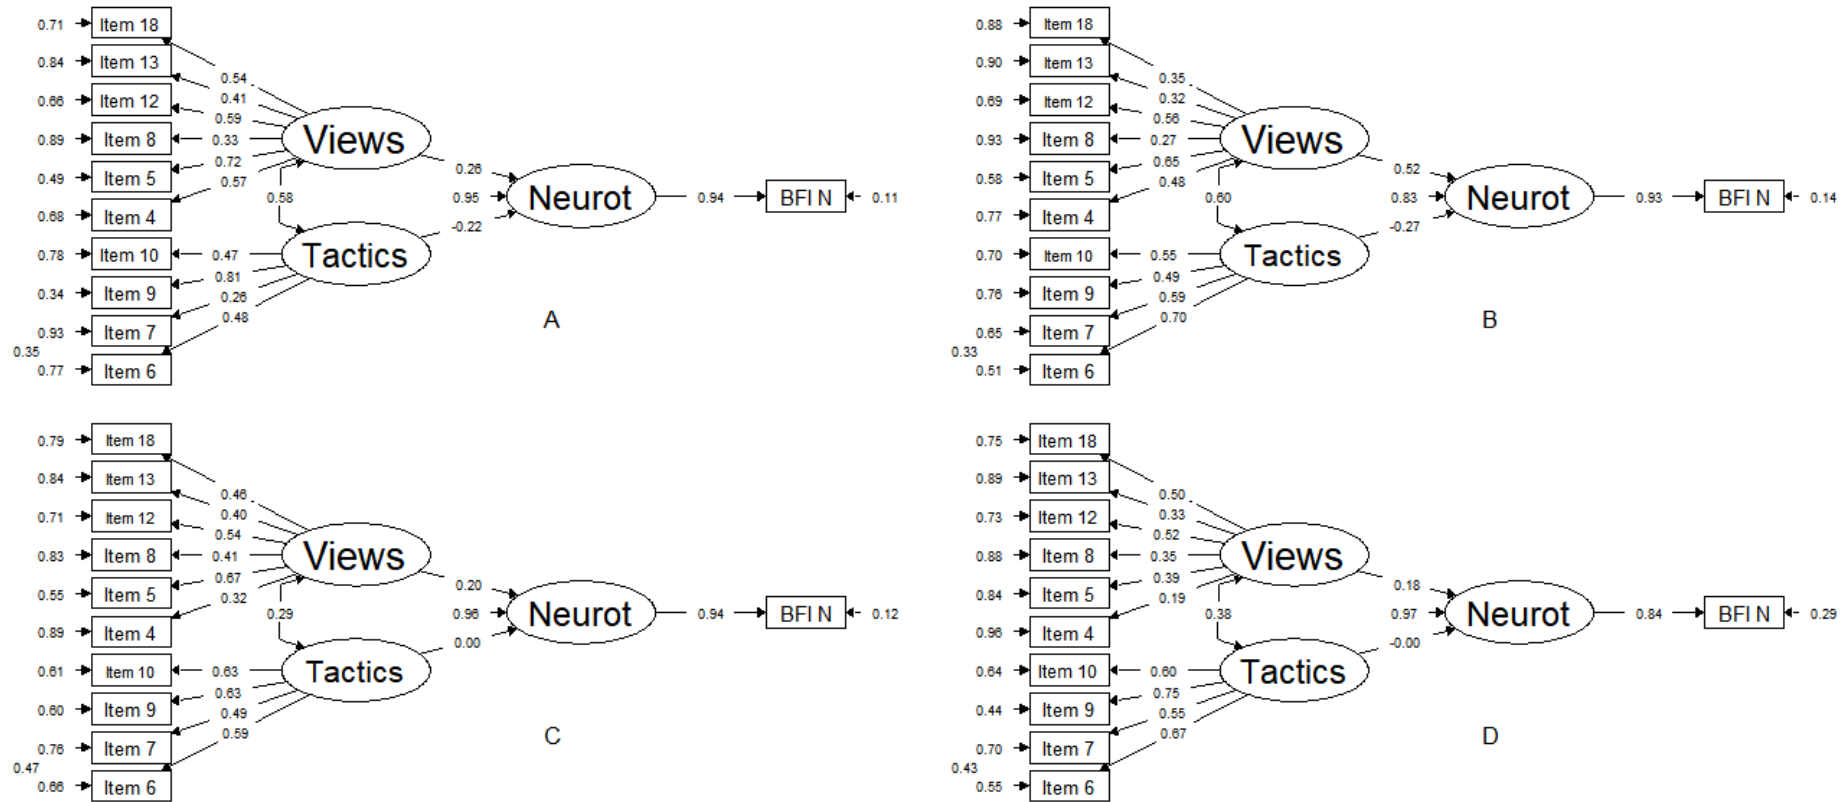 0.71 Item 18
0.84 Item 13
0.54
0.66 Item 12
0.41
0.59
0.89 Item 8
0.33
Views
0.72
0.49 Item 5
0.57
0.26
0.68 Item 4
0.58
0.95 Neurot 0.94 BFI N 0.11
-0.22
0.78 Item 10
0.47
Tactics
0.81
0.34 Item 9
0.26
0.48
0.93 Item 7
0.35
0.77 Item 6
A
0.88 Item 18
0.90 Item 13
0.35
0.69 Item 12
0.32
0.56
0.93 Item 8
0.27
Views
0.65
0.58 Item 5
0.48
0.52
0.77 Item 4
0.60
0.83 Neurot 0.93 BFI N 0.14
-0.27
0.70 Item 10
0.55
Tactics
0.49
0.76 Item 9
0.59
0.70
0.65 Item 7
0.33
0.51 Item 6
B
0.79 Item 18
0.84 Item 13
0.46
0.71 Item 12
0.40
0.54
0.83 Item 8
0.41
Views
0.67
0.55 Item 5
0.32
0.20
0.89 Item 4
0.29
0.96 Neurot 0.94 BFI N 0.12
0.00
0.61 Item 10
0.63
Tactics
0.63
0.60 Item 9
0.49
0.59
0.76 Item 7
0.47
0.66 Item 6
C
0.75 Item 18
0.89 Item 13
0.50
0.73 Item 12
0.33
0.52
0.88 Item 8
0.35
Views
0.39
0.84 Item 5
0.19
0.18
0.96 Item 4
0.38
0.97 Neurot 0.84 BFI N 0.29
-0.00
0.64 Item 10
0.60
Tactics
0.75
0.44 Item 9
0.55
0.67
0.70 Item 7
0.43
0.55 Item 6
D